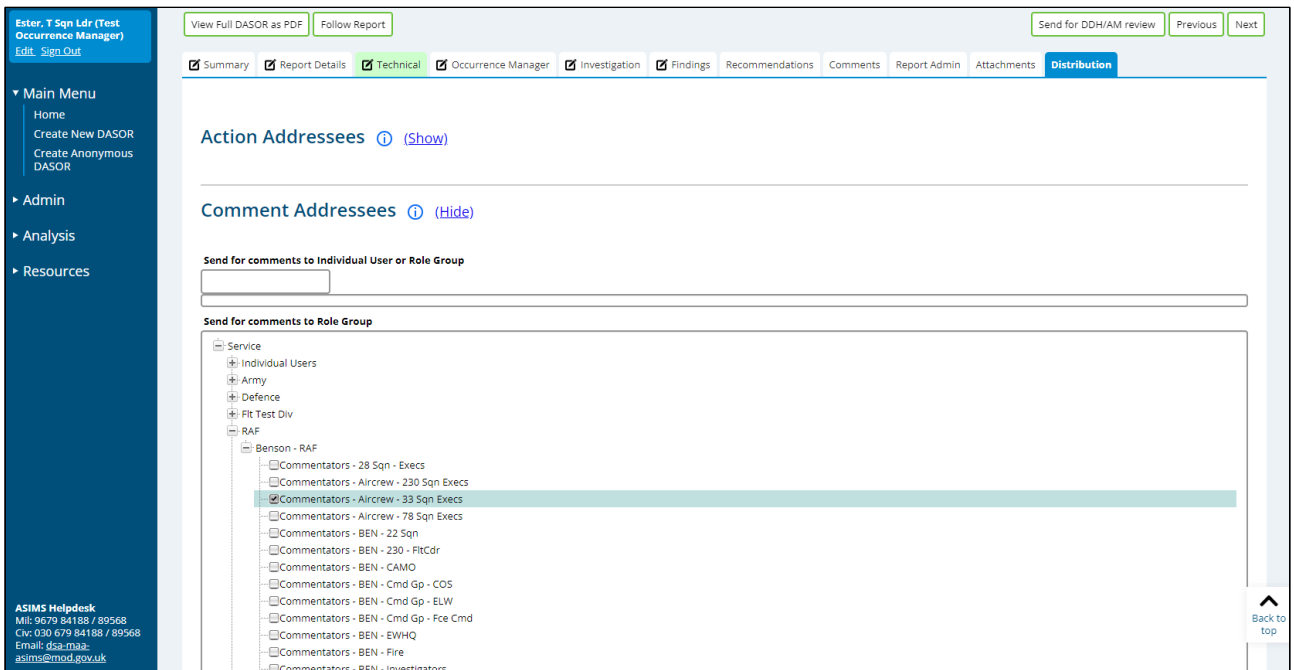 Ester, T Sqn Ldr (Test
Occurrence Manager)
Edit Sign Out
View Full DASOR as PDF Follow Report Send for DDH/AM review Previous Next
Summary Report Details Technical Occurrence Manager Investigation Findings Recommendations Comments Report Admin Attachments Distribution
Main Menu
Home
Create New DASOR
Create Anonymous
DASOR
Admin
Analysis
Resources
Action Addressees (Show)
Comment Addressees (Hide)
Send for comments to Individual User or Role Group
Send for comments to Role Group
Service
Individual Users
Army
Defence
Flt Test Div
RAF
Benson - RAF
Commentators - 28 Sqn - Execs
Commentators - Aircrew - 230 Sqn Execs
Commentators - Aircrew - 33 Sqn Execs
Commentators - Aircrew - 78 Sqn Execs
Commentators - BEN - 22 Sqn
Commentators - BEN - 230 - FltCdr
Commentators - BEN - CAMO
Commentators - BEN - Cmd Gp - COS
Commentators - BEN - Cmd Gp - ELW
Commentators - BEN - Cmd Gp - Fce Cmd
Commentators - BEN - EWHQ
Commentators - BEN - Fire
Commentators - BEN - Investigators
ASIMS Helpdesk
Mil: 9679 84188 / 89568
Civ: 030 679 84188 / 89568
Email: dsa-maa-
asims@mod.gov.uk
Back to
top